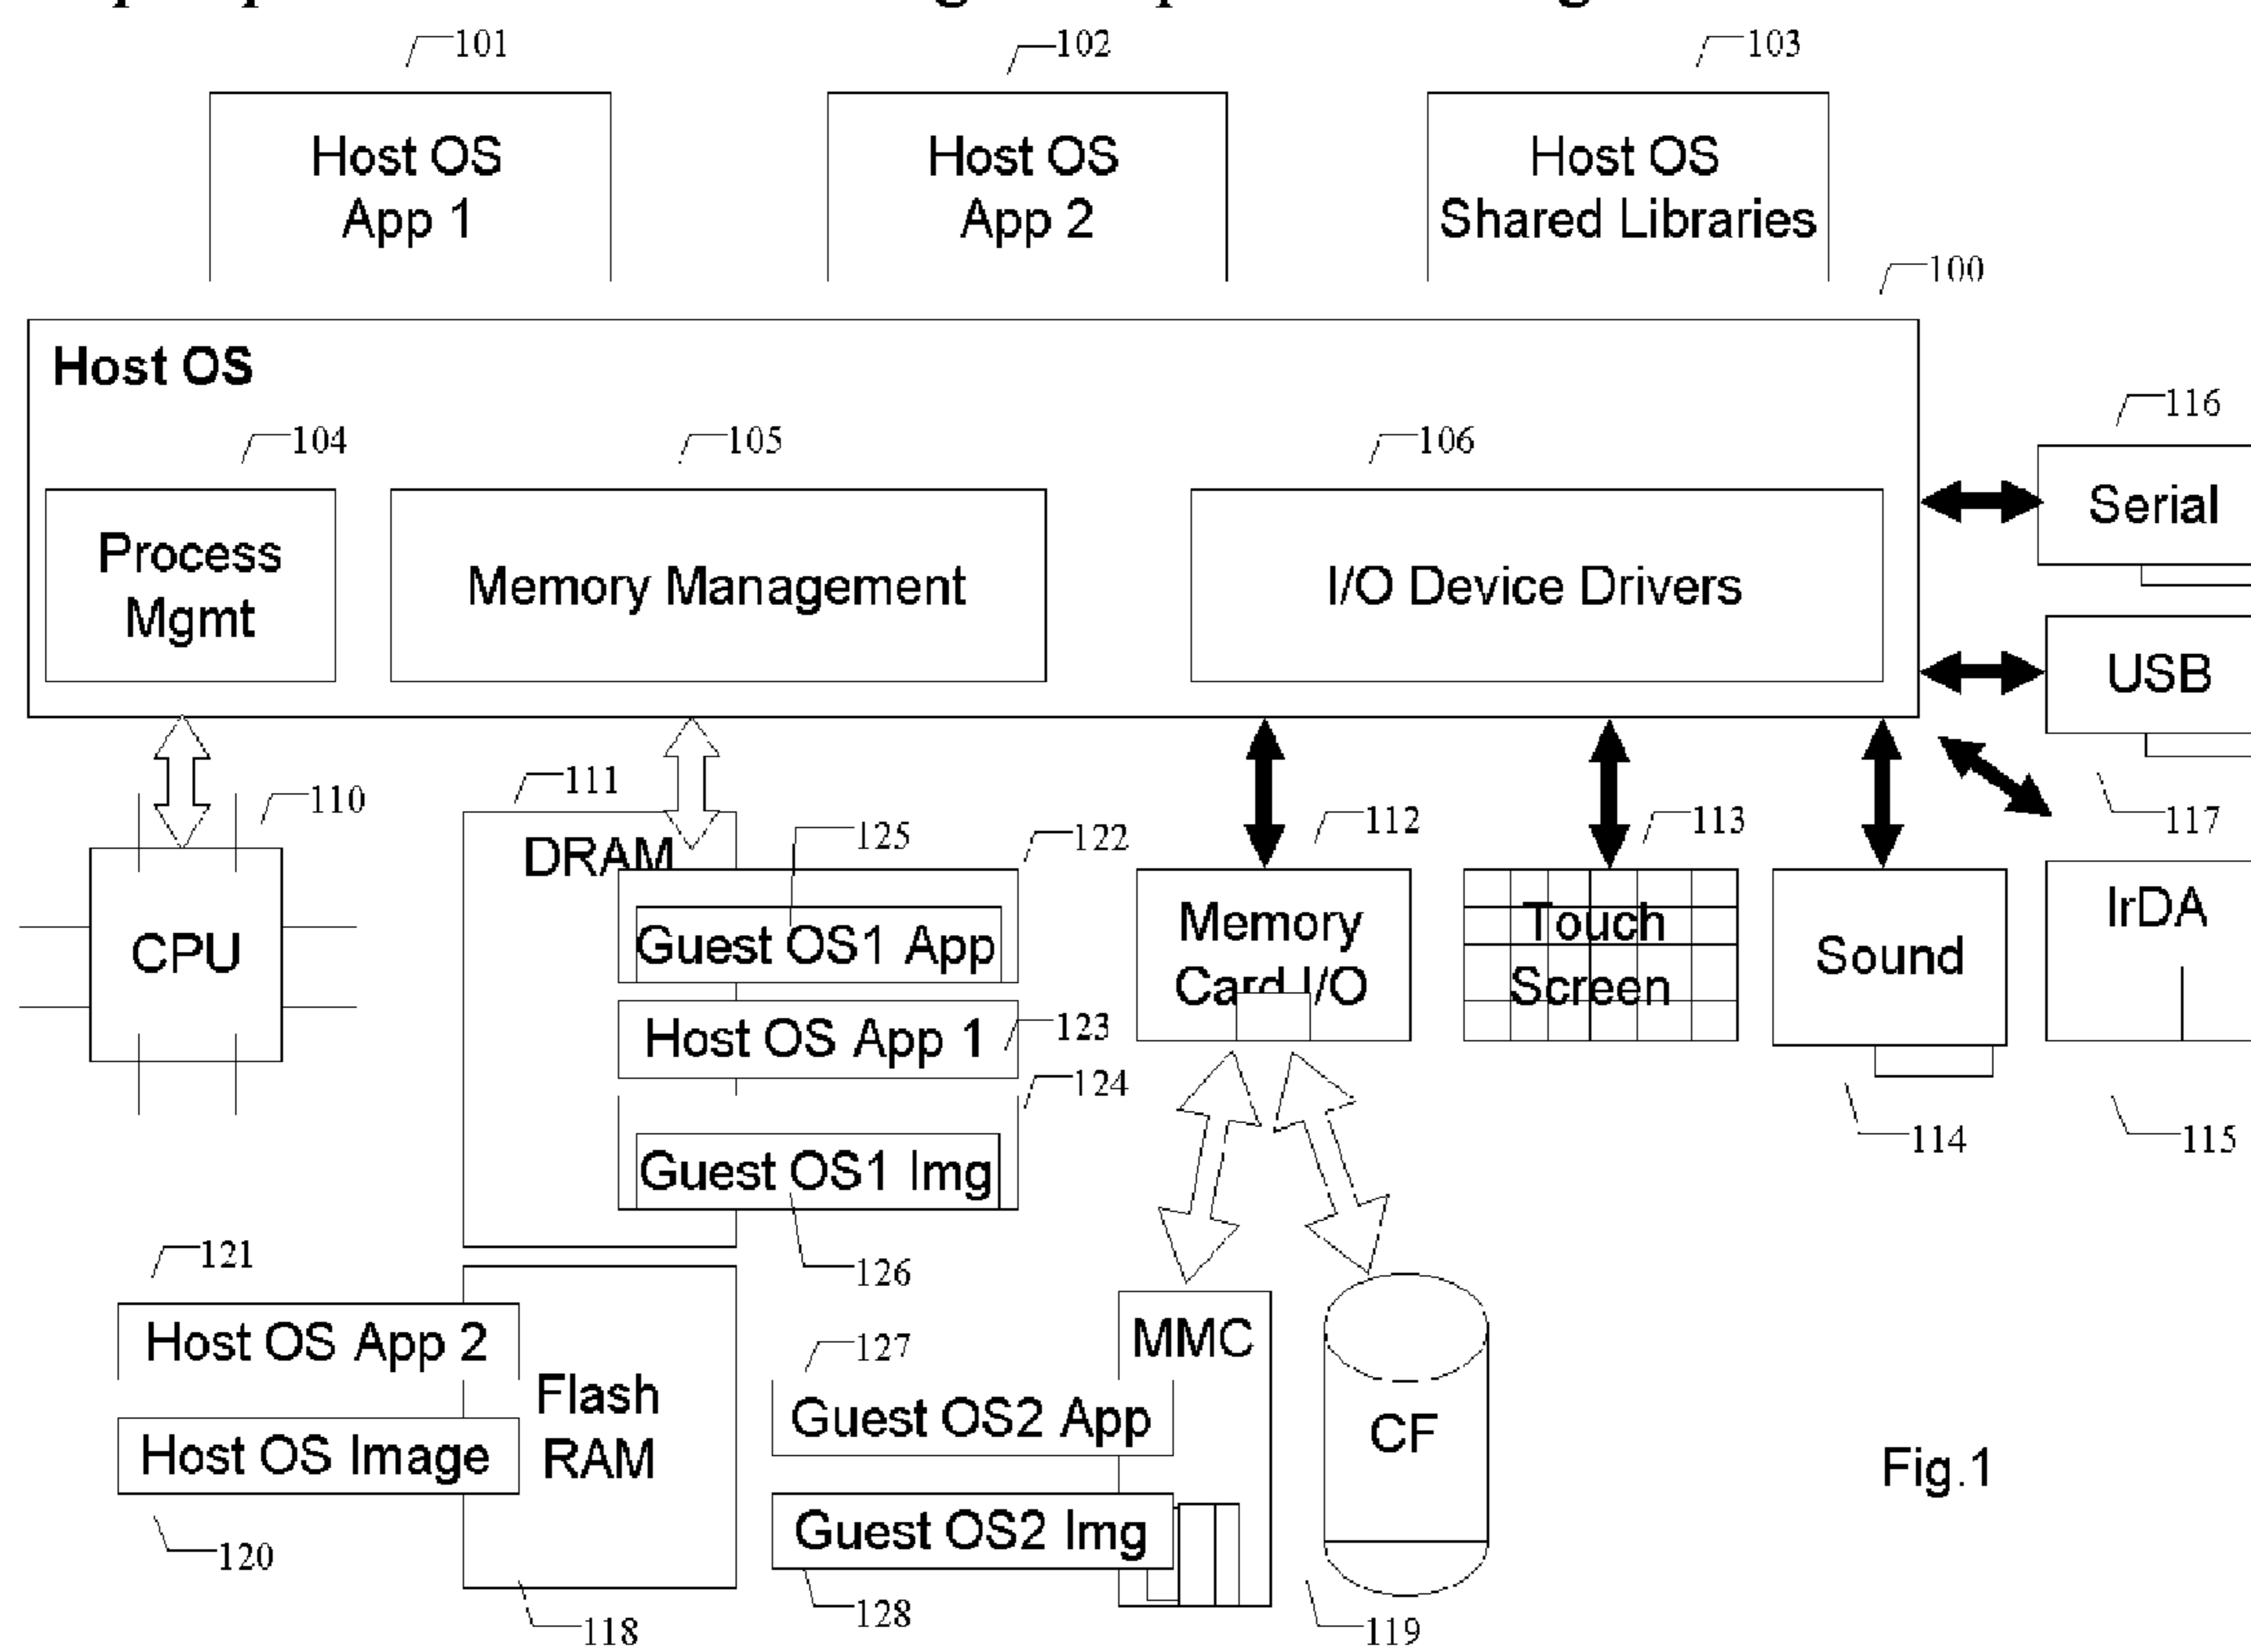 101
102
103
Host OS
App 1
Host OS
App 2
Host OS
Shared Libraries
100
Host OS
104
105
106
116
Process
Mgmt
Memory Management
I/O Device Drivers
Serial
USB
117
110
111
125
122
112
113
CPU
DRAM
Guest OS1 App
Host OS App 1
123
124
Guest OS1 Img
126
Memory
Card I/O
Touch
Screen
Sound
114
IrDA
115
121
Host OS App 2
Host OS Image
120
Flash
RAM
118
127
Guest OS2 App
Guest OS2 Img
128
MMC
CF
119
Fig.1